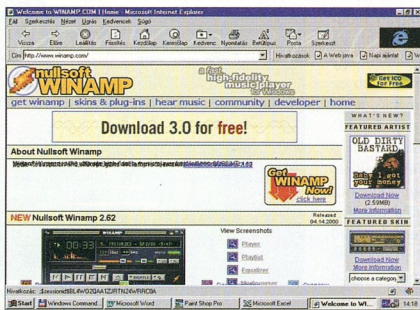 Welcome to WINAMP.COM | Home - Microsoft Internet Explorer
Fájl Szerkesztés Nézet Ugrás Kedvencek Súgó
Vissza Előre Leállítás Frissítés Kezdőlap Keresőlap Kedvenc Nyomtatás Betűtípus Posta Szerkeszt
Cím http://www.winamp.com/
Hivatkozások A Web java Napi ajánlat
nullsoft
WINAMP
a fast
high-fidelity
music player
for Windows
Get ICQ
for Free
get winamp | skins & plug-ins | hear music | community | developer | home
Download 3.0 for free!
WHAT'S NEW?
FEATURED ARTIST
OLD DIRTY
BASTARD
Baby I got
your money
Download Now
(2.59MB)
More Information
About Nullsoft Winamp
Get
WINAMP
Now!
click here
NEW Nullsoft Winamp 2.62
Released
04.14.2000
View Screenshots
Player
Playlist
Equalizer
FEATURED SKIN
Download Now
More Information
choose a category
Start
Windows Command...
Microsoft Word
Paint Shop Pro
Microsoft Excel
Welcome to WI...
14:18